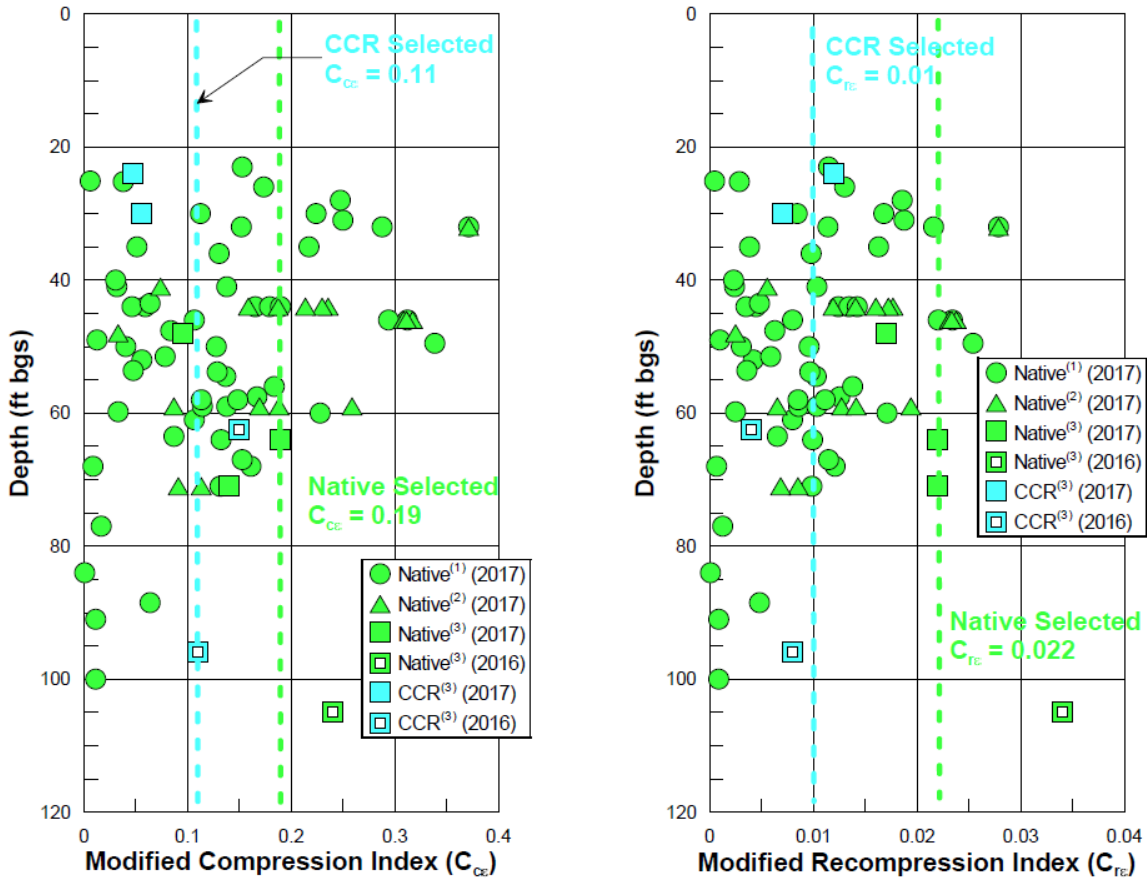 0
20
40
60
80
100
120
Depth (ft bgs)
0
0.1
0.2
0.3
0.4
Modified Compression Index (Ccε)
CCR Selected
Ccε = 0.11
Native Selected
Ccε = 0.19
Native(1) (2017)
Native(2) (2017)
Native(3) (2017)
Native(3) (2016)
CCR(3) (2017)
CCR(3) (2016)
0
20
40
60
80
100
120
Depth (ft bgs)
0
0.01
0.02
0.03
0.04
Modified Recompression Index (Crε)
CCR Selected
Crε = 0.01
Native(1) (2017)
Native(2) (2017)
Native(3) (2017)
Native(3) (2016)
CCR(3) (2017)
CCR(3) (2016)
Native Selected
Crε = 0.022